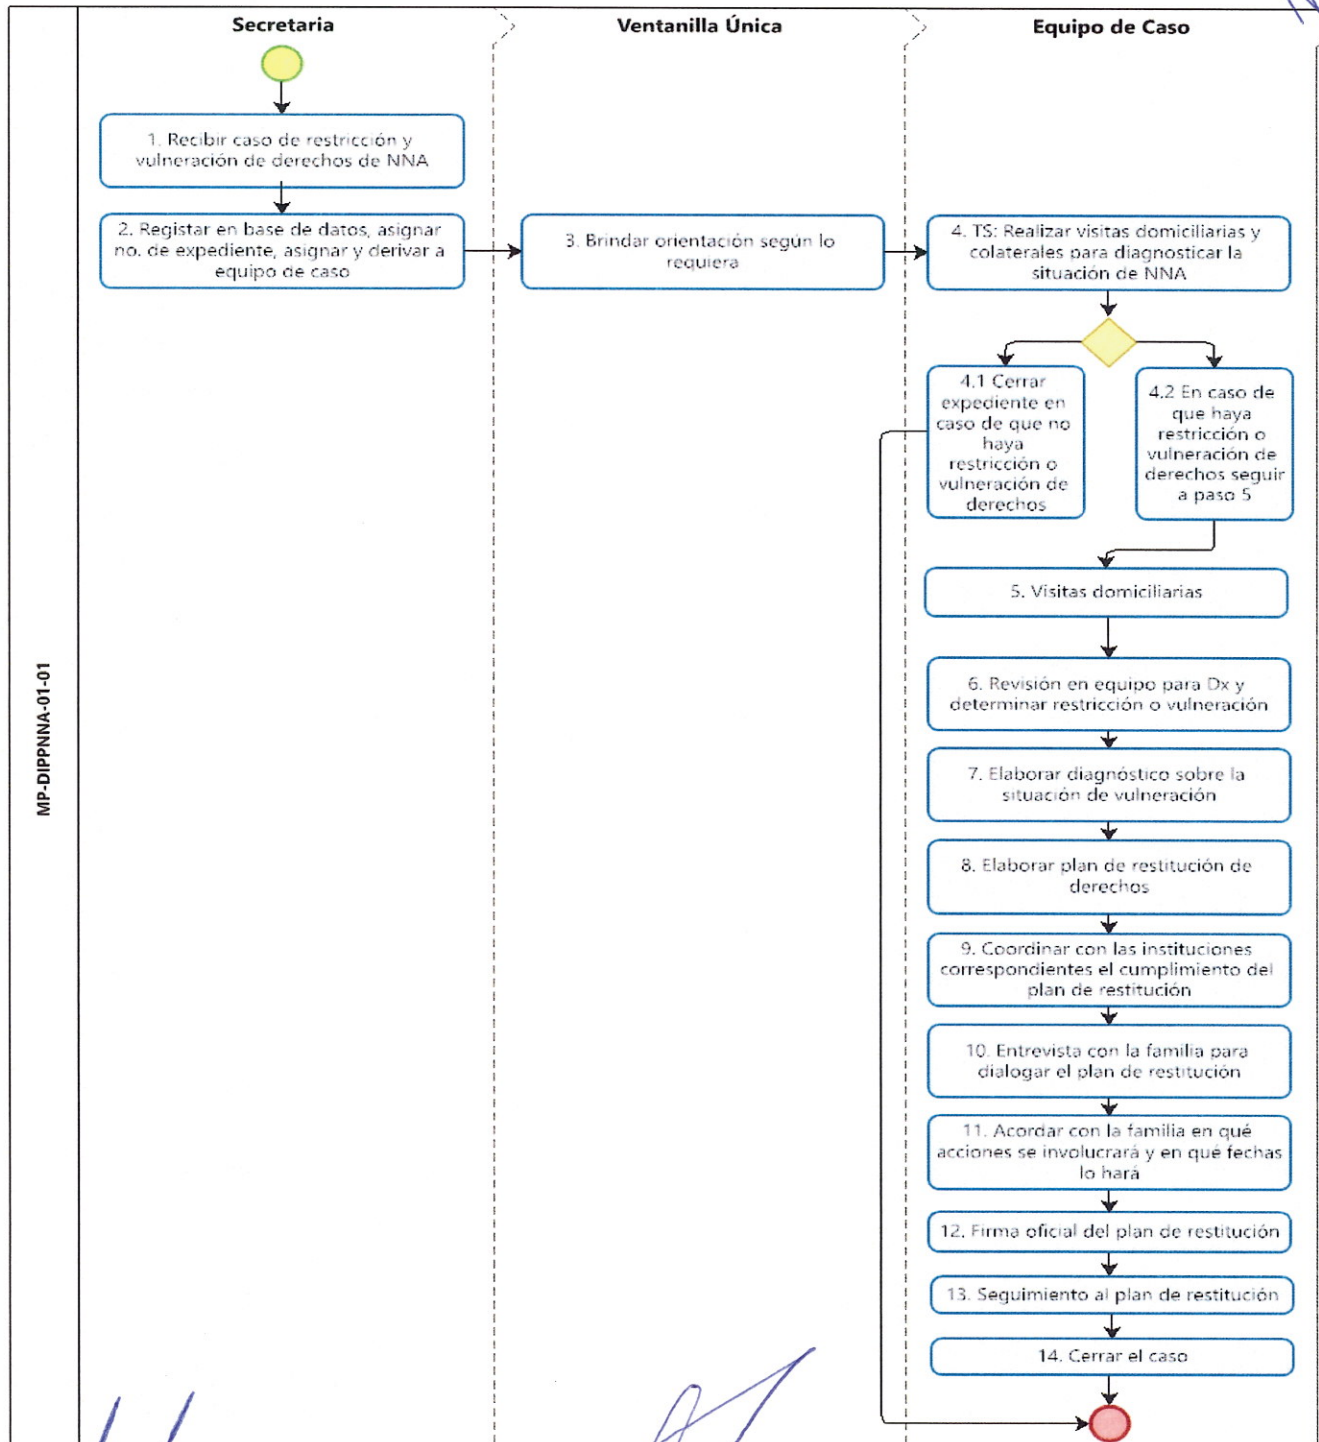 Secretaria
Ventanilla Única
Equipo de Caso
MP-DIPPNNA-01-01
1. Recibir caso de restricción y
vulneración de derechos de NNA
2. Registar en base de datos, asignar
no. de expediente, asignar y derivar a
equipo de caso
3. Brindar orientación según lo
requiera
4. TS: Realizar visitas domiciliarias y
colaterales para diagnosticar la
situación de NNA
4.1 Cerrar
expediente en
caso de que no
haya
restricción o
vulneración de
derechos
4.2 En caso de
que haya
restricción o
vulneración de
derechos seguir
a paso 5
5. Visitas domiciliarias
6. Revisión en equipo para Dx y
determinar restricción o vulneración
7. Elaborar diagnóstico sobre la
situación de vulneración
8. Elaborar plan de restitución de
derechos
9. Coordinar con las instituciones
correspondientes el cumplimiento del
plan de restitución
10. Entrevista con la familia para
dialogar el plan de restitución
11. Acordar con la familia en qué
acciones se involucrará y en qué fechas
lo hará
12. Firma oficial del plan de restitución
13. Seguimiento al plan de restitución
14. Cerrar el caso